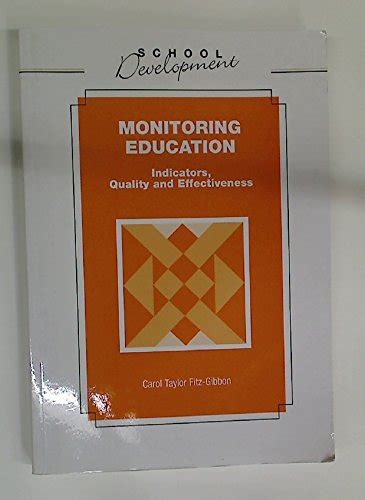 SCHOOL
Development
MONITORING
EDUCATION
Indicators,
Quality and Effectiveness
Carol Taylor Fitz-Gibbon